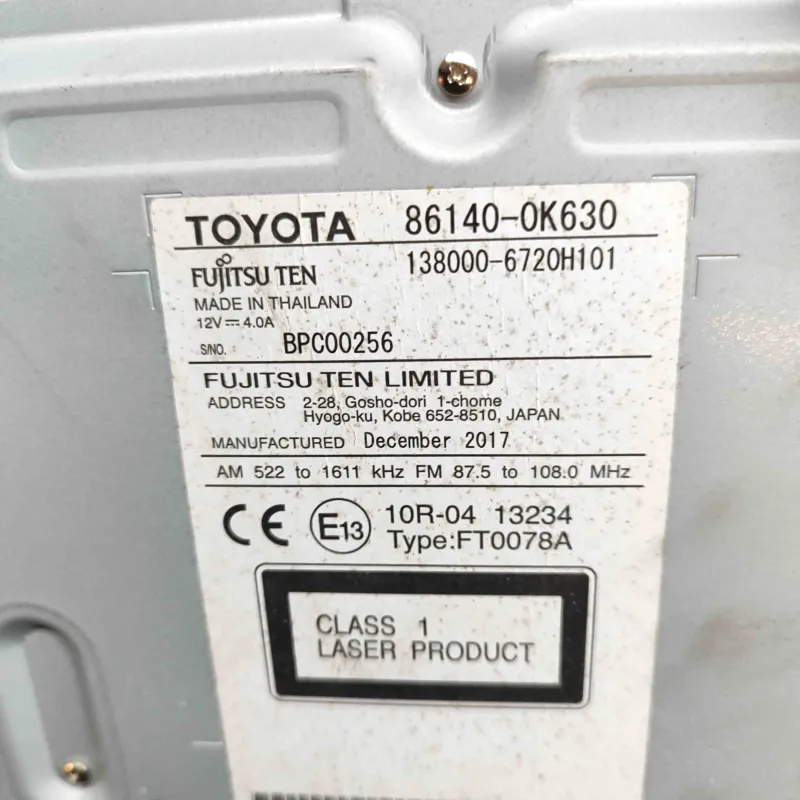 TOYOTA 86140-0K630
FUJITSU TEN 138000-6720H101
MADE IN THAILAND
12V ⎓ 4.0A
S/NO. : BPC00256
FUJITSU TEN LIMITED
ADDRESS 2-28, Gosho-dori 1-chome
Hyogo-ku, Kobe 652-8510, JAPAN
MANUFACTURED December 2017
AM 522 to 1611 kHz FM 87.5 to 108.0 MHz
CE E13 10R-04 13234
Type:FT0078A
CLASS 1
LASER PRODUCT